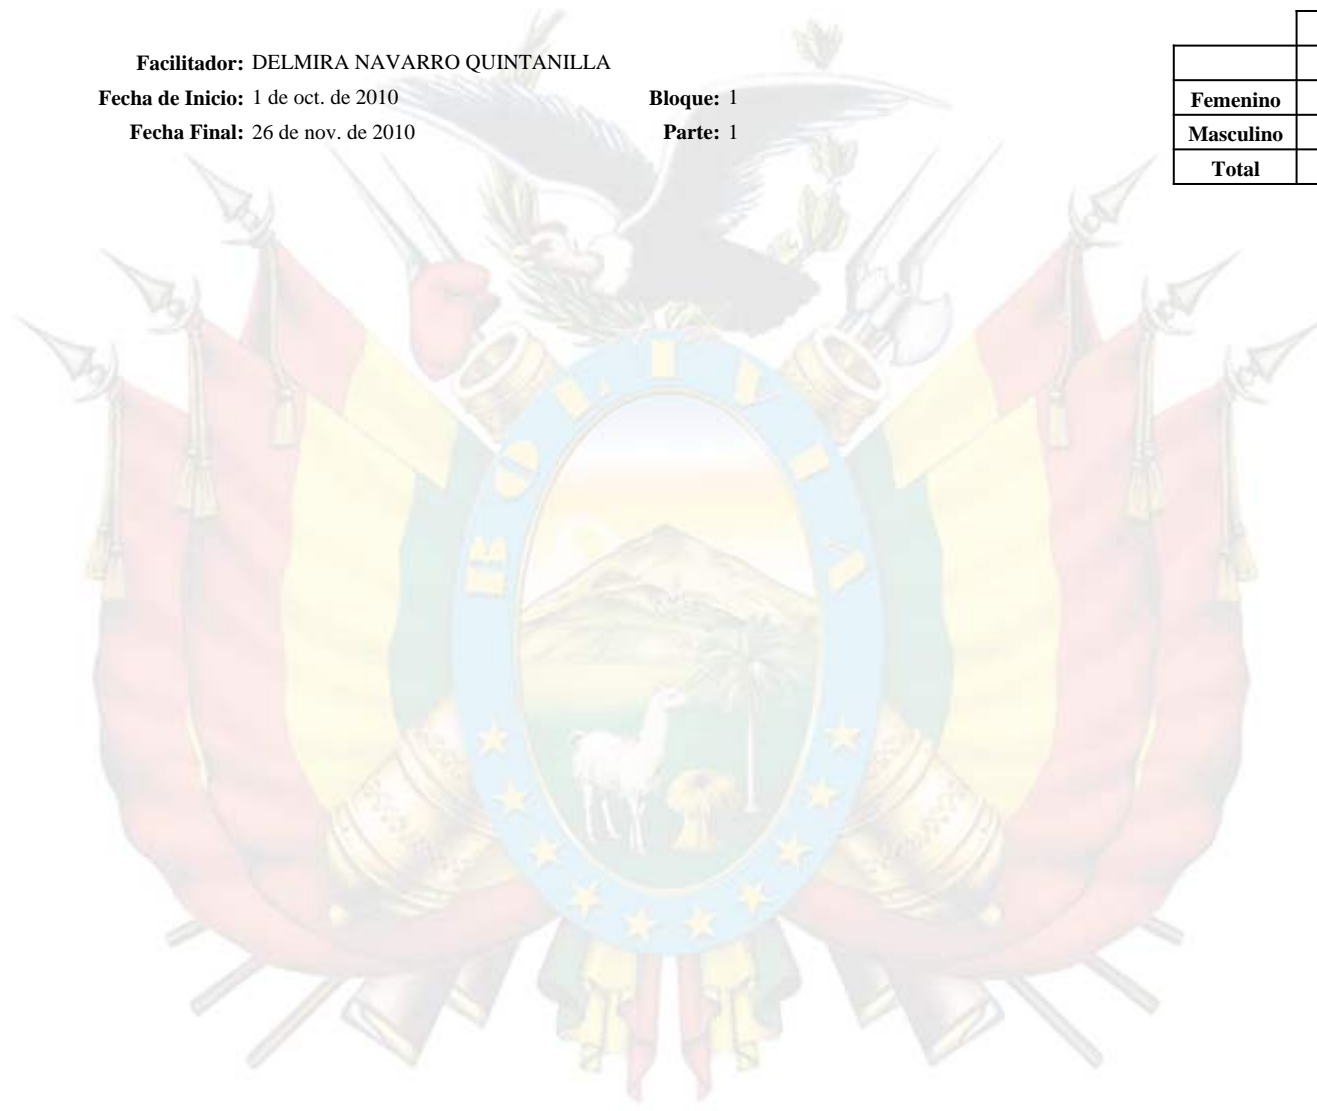 Facilitador: DELMIRA NAVARRO QUINTANILLA
Fecha de Inicio: 1 de oct. de 2010 Bloque: 1
Fecha Final: 26 de nov. de 2010 Parte: 1
Femenino
Masculino
Total
BOLIVIA